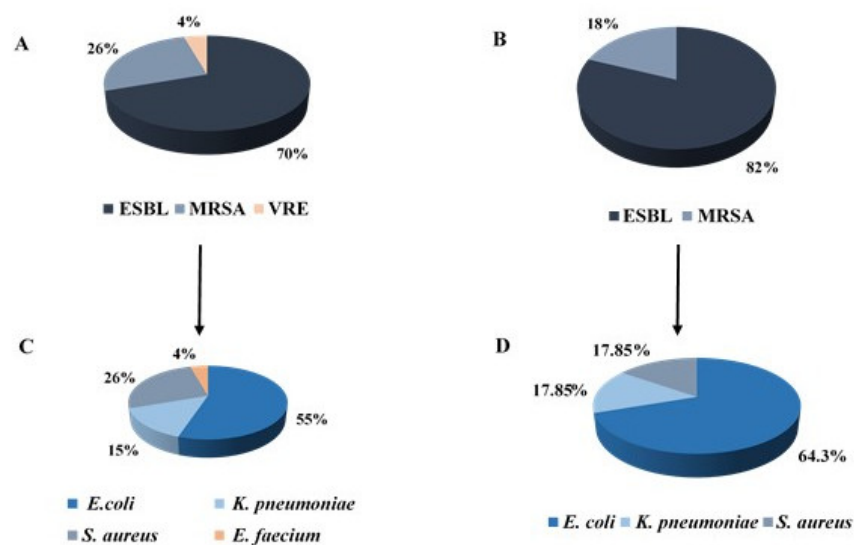 A
4%
26%
70%
ESBL MRSA VRE
B
18%
82%
ESBL MRSA
C
4%
26%
55%
15%
E.coli K. pneumoniae
S. aureus E. faecium
D
17.85%
17.85%
64.3%
E. coli K. pneumoniae S. aureus